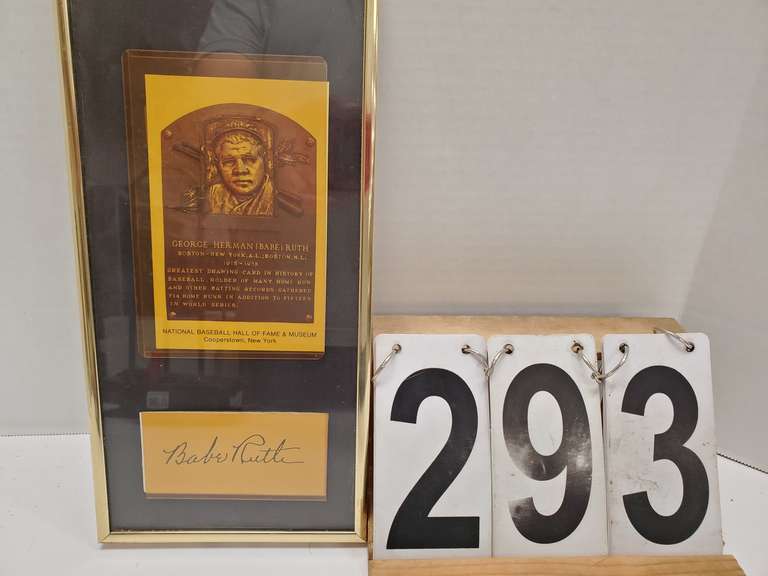 GEORGE HERMAN (BABE) RUTH
BOSTON-NEW YORK, A.L.; BOSTON, N.L.
1915-1935
GREATEST DRAWING CARD IN HISTORY OF
BASEBALL. HOLDER OF MANY HOME RUN
AND OTHER BATTING RECORDS. GATHERED
714 HOME RUNS IN ADDITION TO FIFTEEN
IN WORLD SERIES.
NATIONAL BASEBALL HALL OF FAME & MUSEUM
Cooperstown, New York
Babe Ruth
293